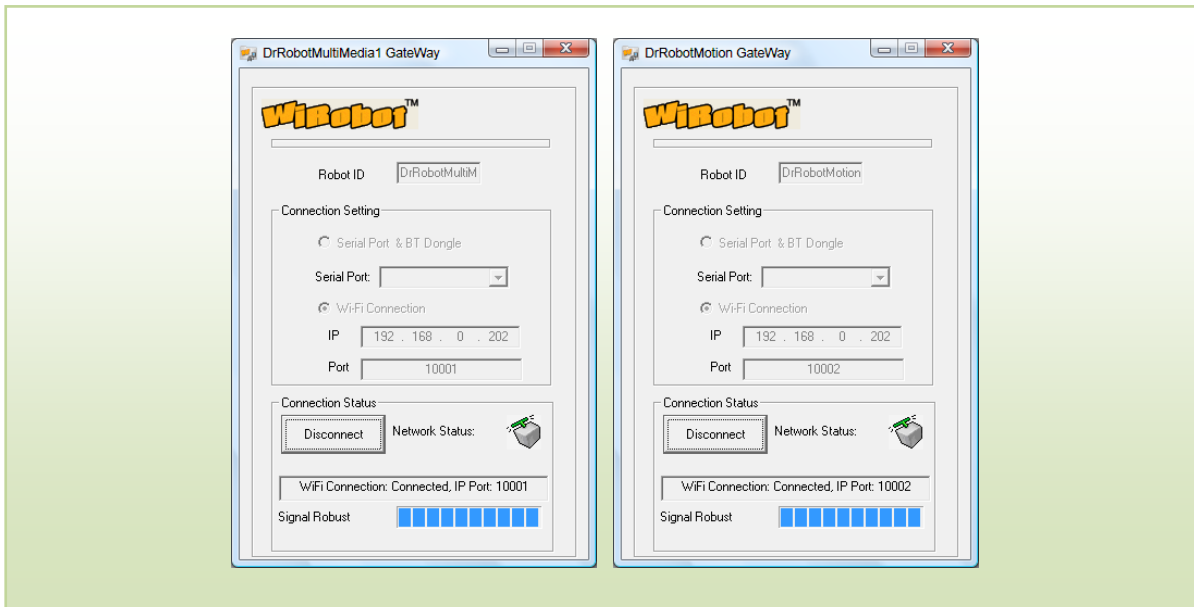 DrRobotMultiMedia1 GateWay
WiRobot™
Robot ID DrRobotMultiM
Connection Setting
Serial Port & BT Dongle
Serial Port:
Wi-Fi Connection
IP 192 . 168 . 0 . 202
Port 10001
Connection Status
Disconnect Network Status:
WiFi Connection: Connected, IP Port: 10001
Signal Robust
DrRobotMotion GateWay
WiRobot™
Robot ID DrRobotMotion
Connection Setting
Serial Port & BT Dongle
Serial Port:
Wi-Fi Connection
IP 192 . 168 . 0 . 202
Port 10002
Connection Status
Disconnect Network Status:
WiFi Connection: Connected, IP Port: 10002
Signal Robust